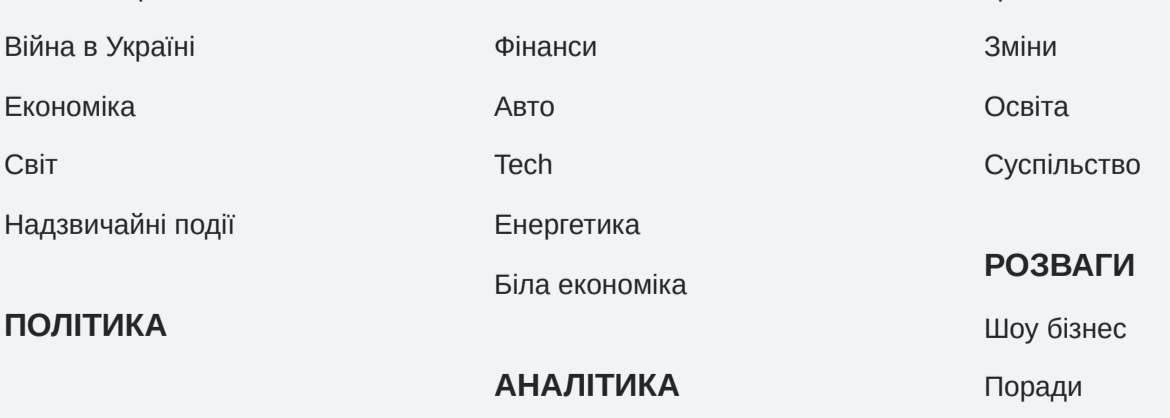 Війна в Україні
Економіка
Світ
Надзвичайні події
ПОЛІТИКА
Фінанси
Авто
Tech
Енергетика
Біла економіка
АНАЛІТИКА
Зміни
Освіта
Суспільство
РОЗВАГИ
Шоу бізнес
Поради